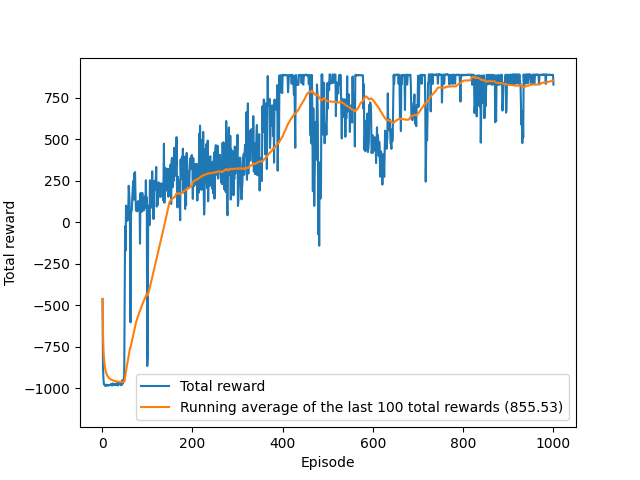 Total reward
750
500
250
0
−250
−500
−750
−1000
Total reward
Running average of the last 100 total rewards (855.53)
0 200 400 600 800 1000
Episode